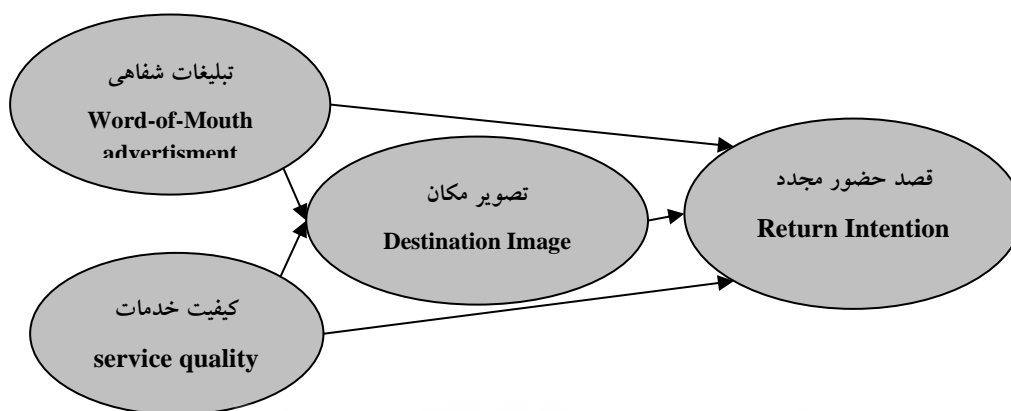 تبلیغات شفاهی
Word-of-Mouth
advertisment
تصویر مکان
Destination Image
قصد حضور مجدد
Return Intention
کیفیت خدمات
service quality